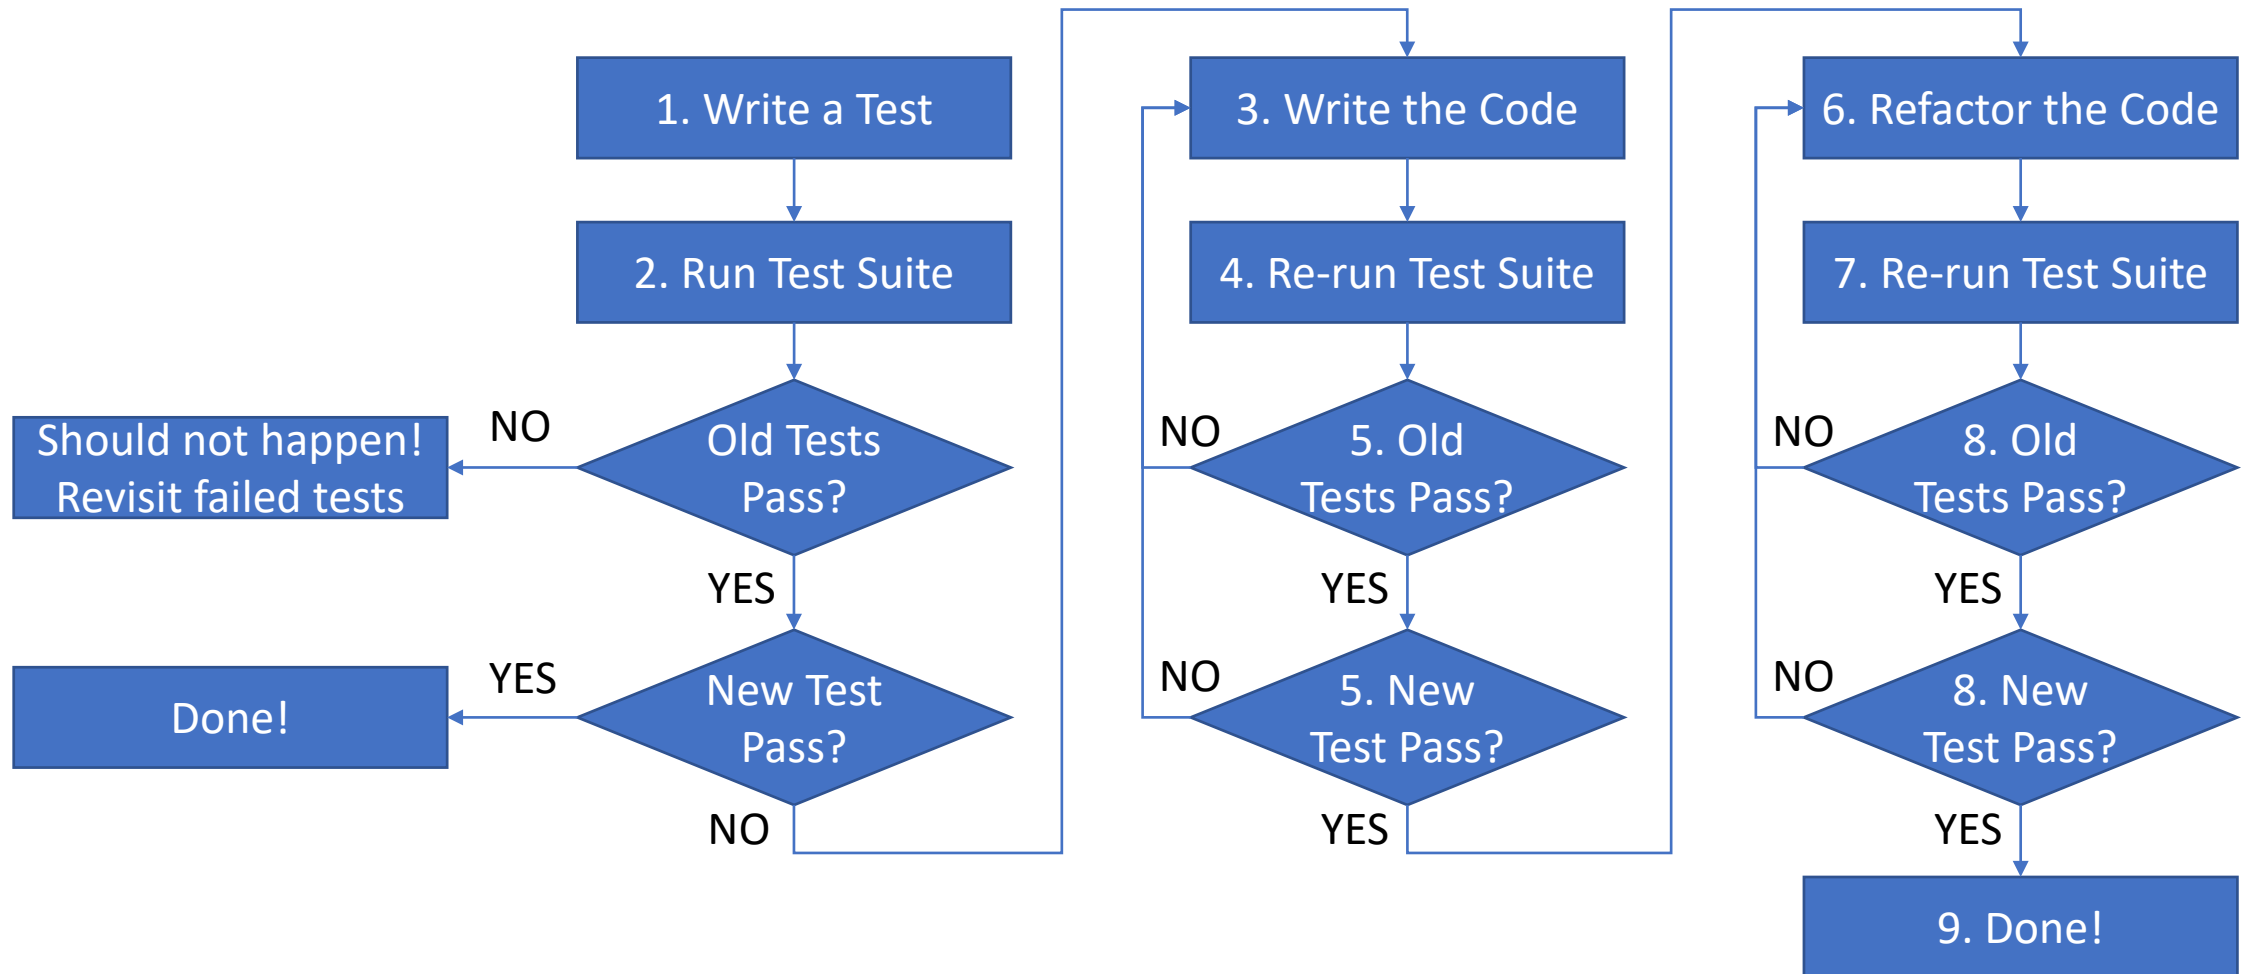 1. Write a Test
2. Run Test Suite
Old Tests
Pass?
NO
Should not happen!
Revisit failed tests
YES
New Test
Pass?
YES
Done!
NO
3. Write the Code
4. Re-run Test Suite
5. Old
Tests Pass?
NO
YES
5. New
Test Pass?
NO
YES
6. Refactor the Code
7. Re-run Test Suite
8. Old
Tests Pass?
NO
YES
8. New
Test Pass?
NO
YES
9. Done!